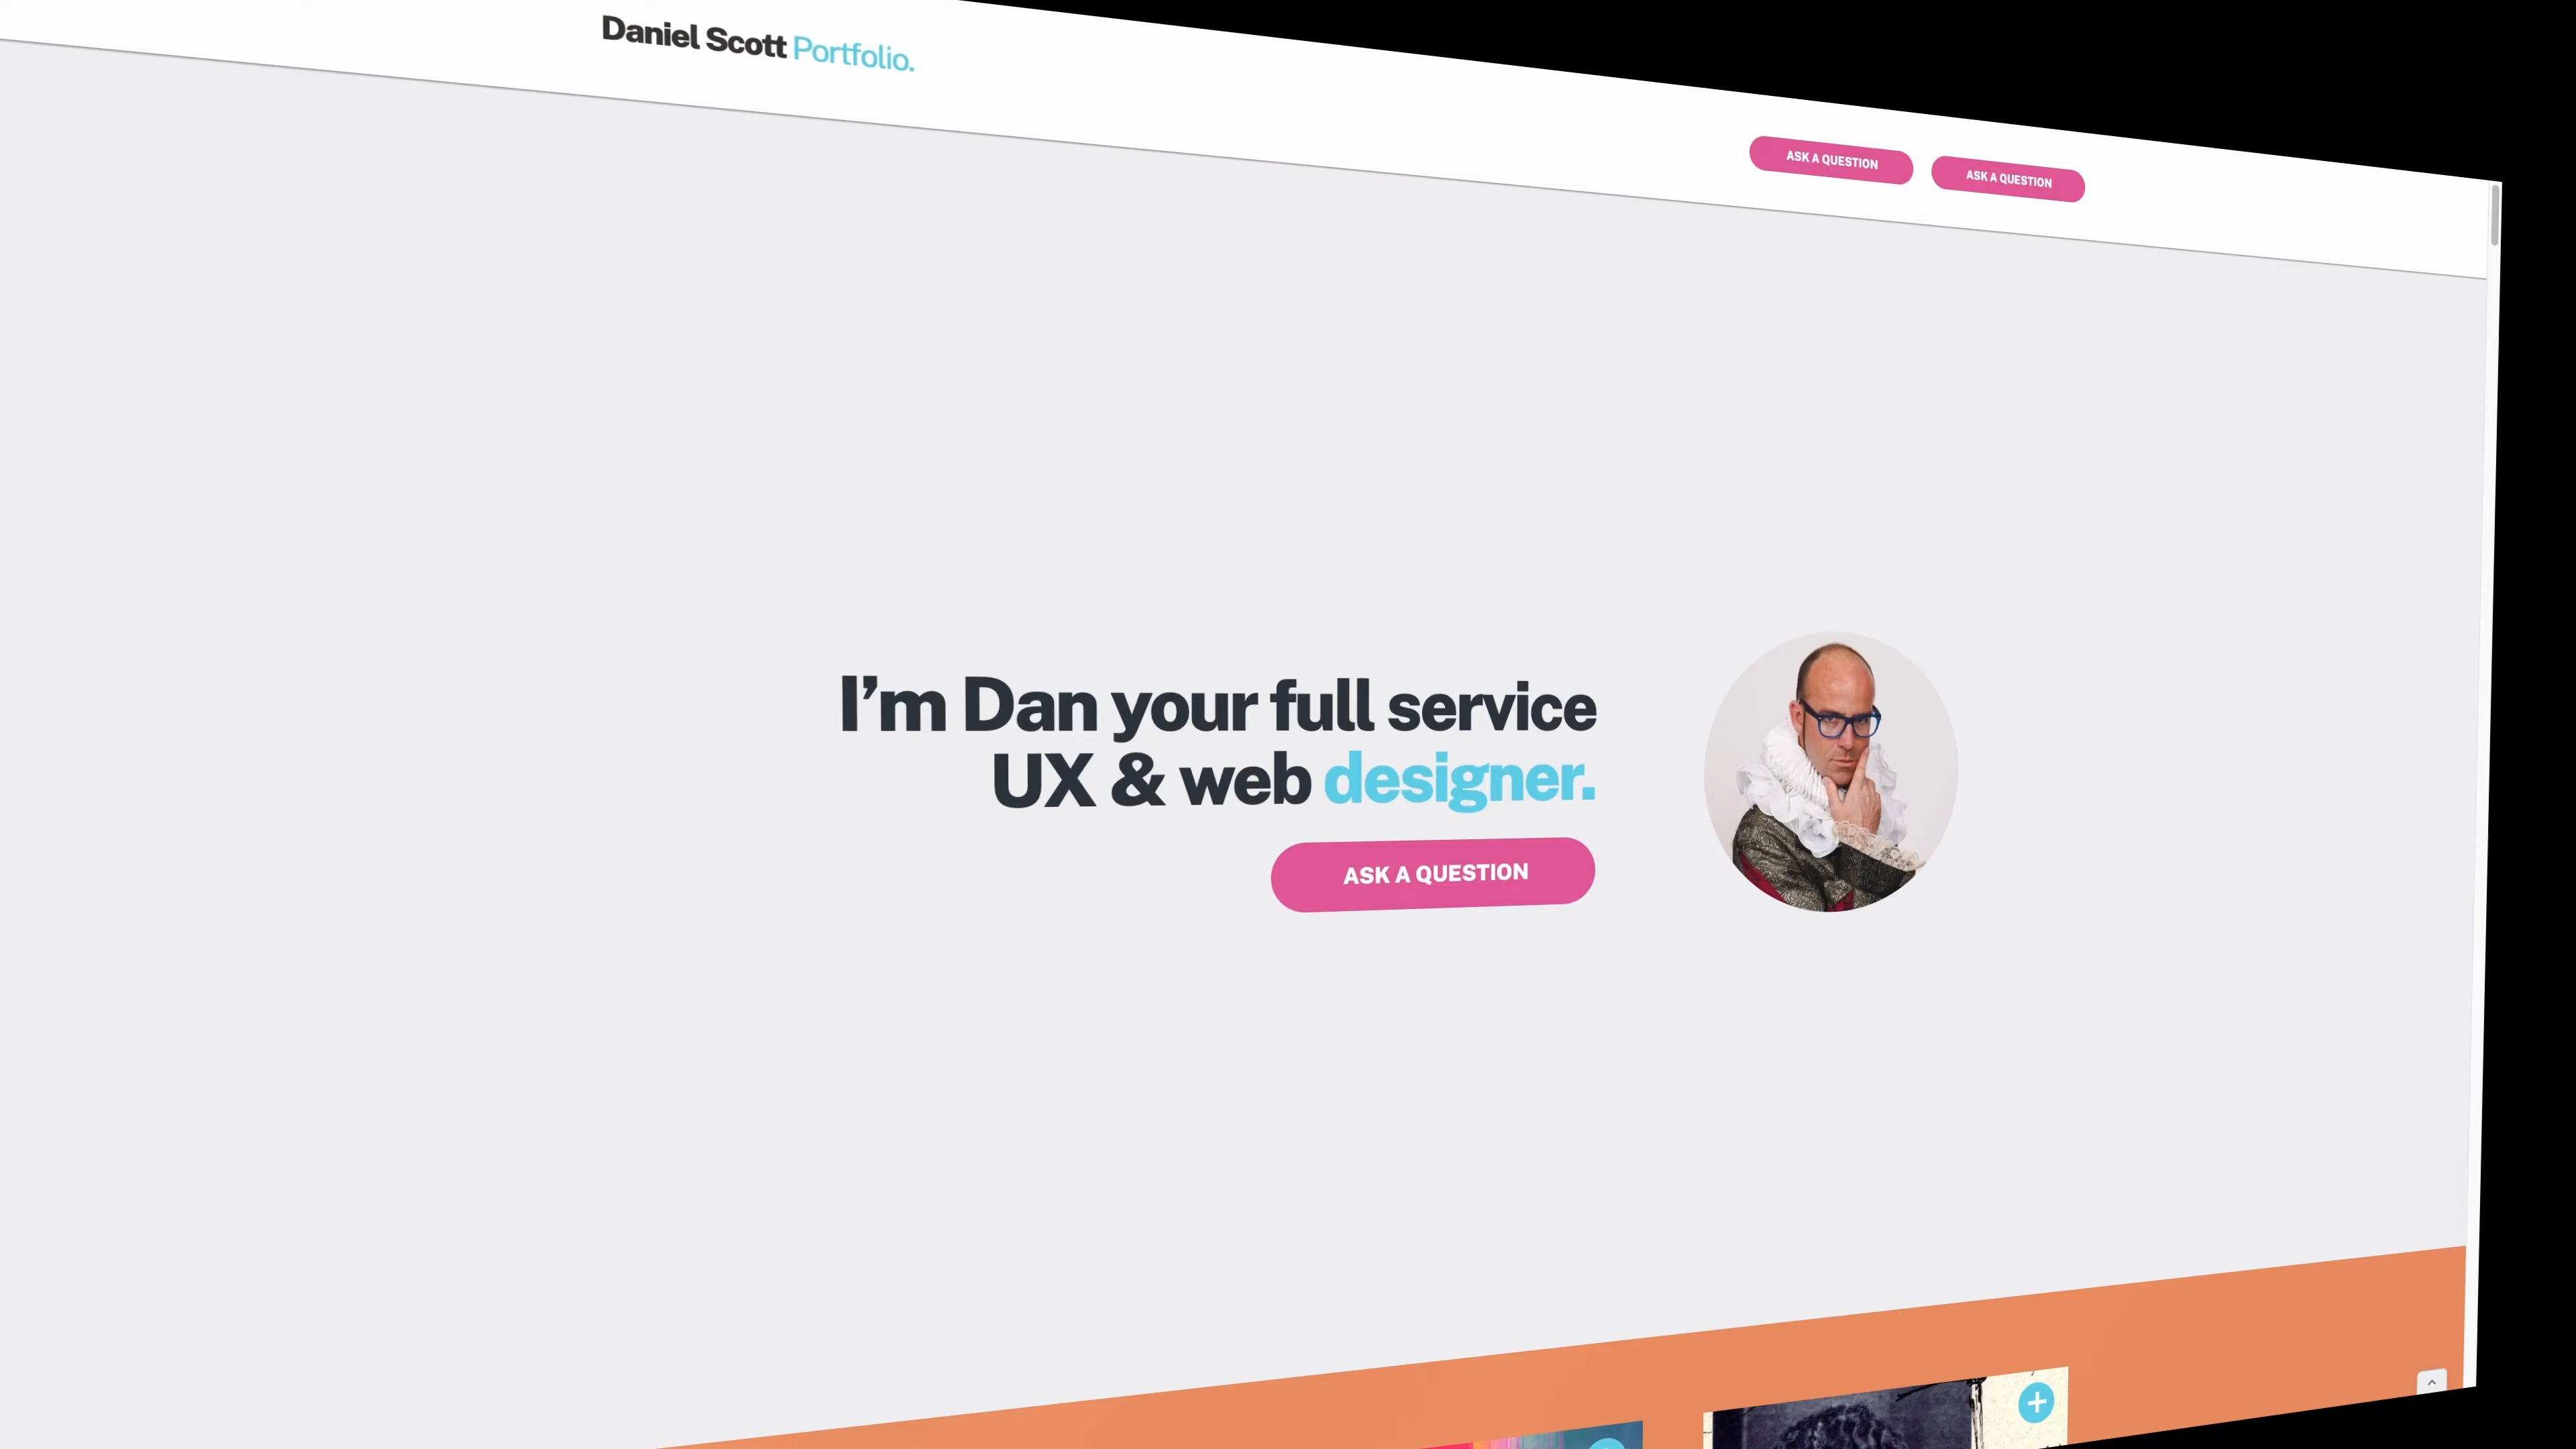 Daniel Scott Portfolio.
ASK A QUESTION
ASK A QUESTION
I'm Dan your full service
UX & web designer.
ASK A QUESTION